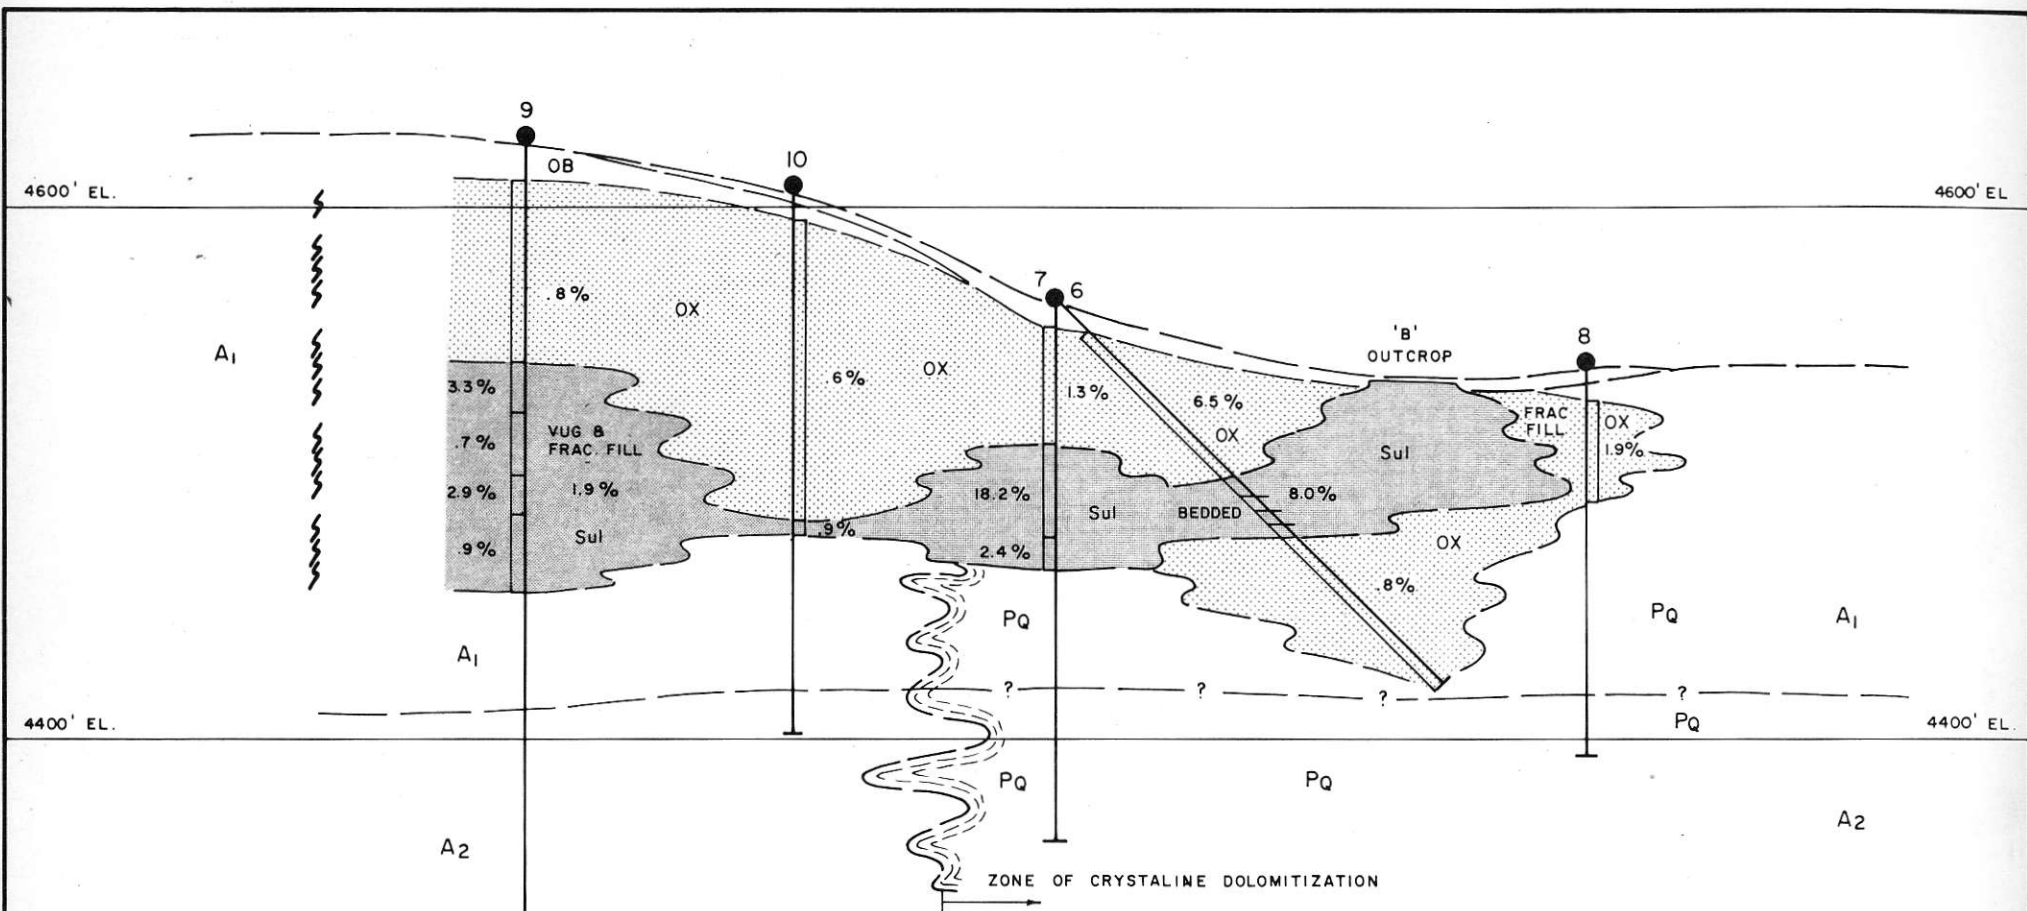 9
OB
10
4600' EL.
4600' EL
7 6
'B'
OUTCROP
8
.8%
OX
A1
.6%
OX
3.3%
1.3%
6.5%
OX
FRAC
FILL
OX
1.9%
.7%
VUG &
FRAC. FILL
Sul
2.9%
1.9%
18.2%
Sul
BEDDED
8.0%
.9%
Sul
.9%
2.4%
OX
.8%
PQ
PQ
A1
A1
?
?
?
?
4400' EL.
PQ
4400' EL.
PQ
PQ
A2
A2
ZONE OF CRYSTALINE DOLOMITIZATION